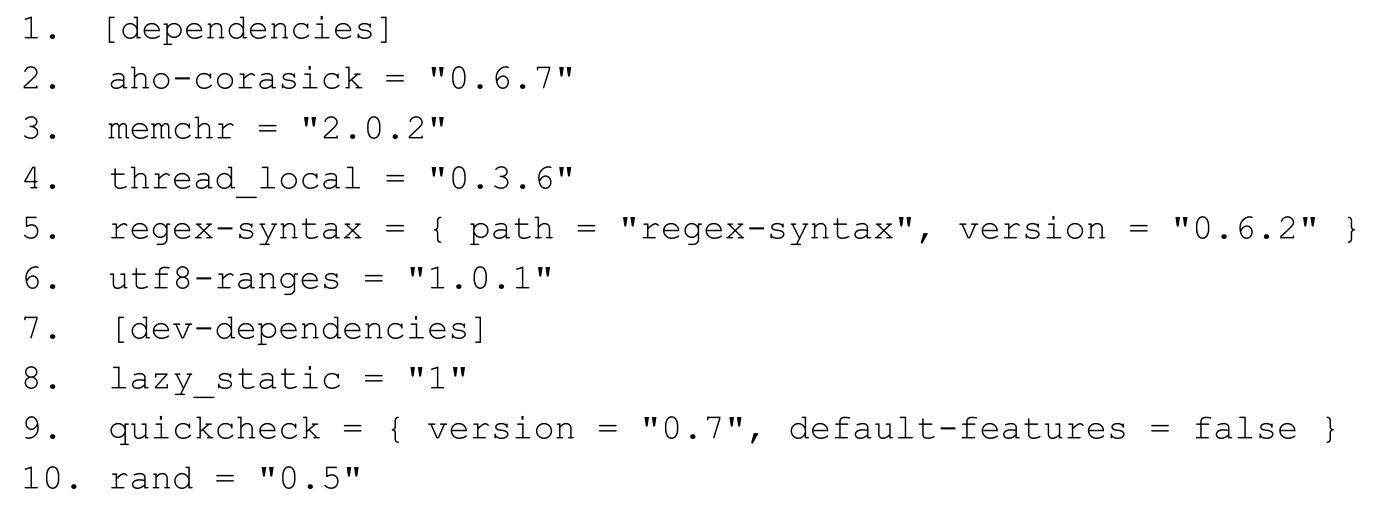 1. [dependencies]
2. aho-corasick = "0.6.7"
3. memchr = "2.0.2"
4. thread_local = "0.3.6"
5. regex-syntax = { path = "regex-syntax", version = "0.6.2" }
6. utf8-ranges = "1.0.1"
7. [dev-dependencies]
8. lazy_static = "1"
9. quickcheck = { version = "0.7", default-features = false }
10. rand = "0.5"